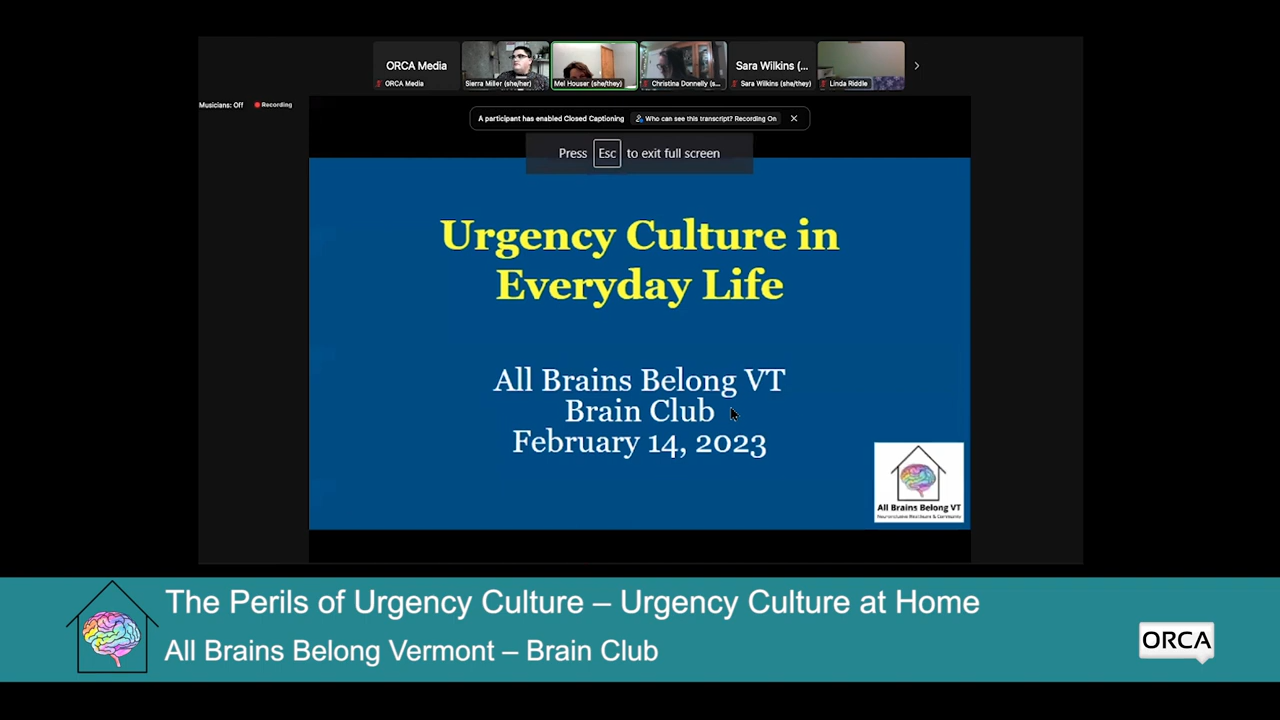 ORCA Media
Sara Wilkins (...
ORCA Media
Sierra Miller (she/her)
Mel Houser (she/they)
Christina Donnelly (s...
Sara Wilkins (she/they)
Linda Riddle
Musicians: Off
Recording
A participant has enabled Closed Captioning
Who can see this transcript? Recording On
Press Esc to exit full screen
Urgency Culture in
Everyday Life
All Brains Belong VT
Brain Club
February 14, 2023
All Brains Belong VT
Neuroinclusive Healthcare & Community
The Perils of Urgency Culture – Urgency Culture at Home
All Brains Belong Vermont – Brain Club
ORCA